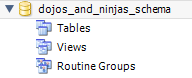 dojos_and_ninjas_schema
Tables
Views
Routine Groups